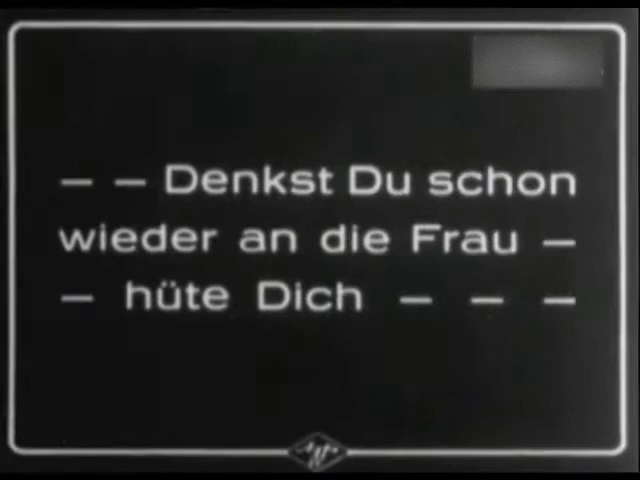 — — Denkst Du schon
wieder an die Frau —
— hüte Dich — — —